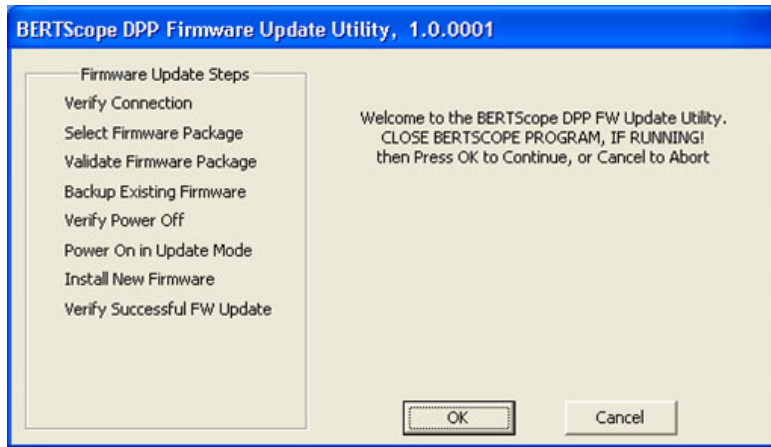 BERTScope DPP Firmware Update Utility, 1.0.0001
Firmware Update Steps
Verify Connection
Select Firmware Package
Validate Firmware Package
Backup Existing Firmware
Verify Power Off
Power On in Update Mode
Install New Firmware
Verify Successful FW Update
Welcome to the BERTScope DPP FW Update Utility.
CLOSE BERTSCOPE PROGRAM, IF RUNNING!
then Press OK to Continue, or Cancel to Abort
OK
Cancel